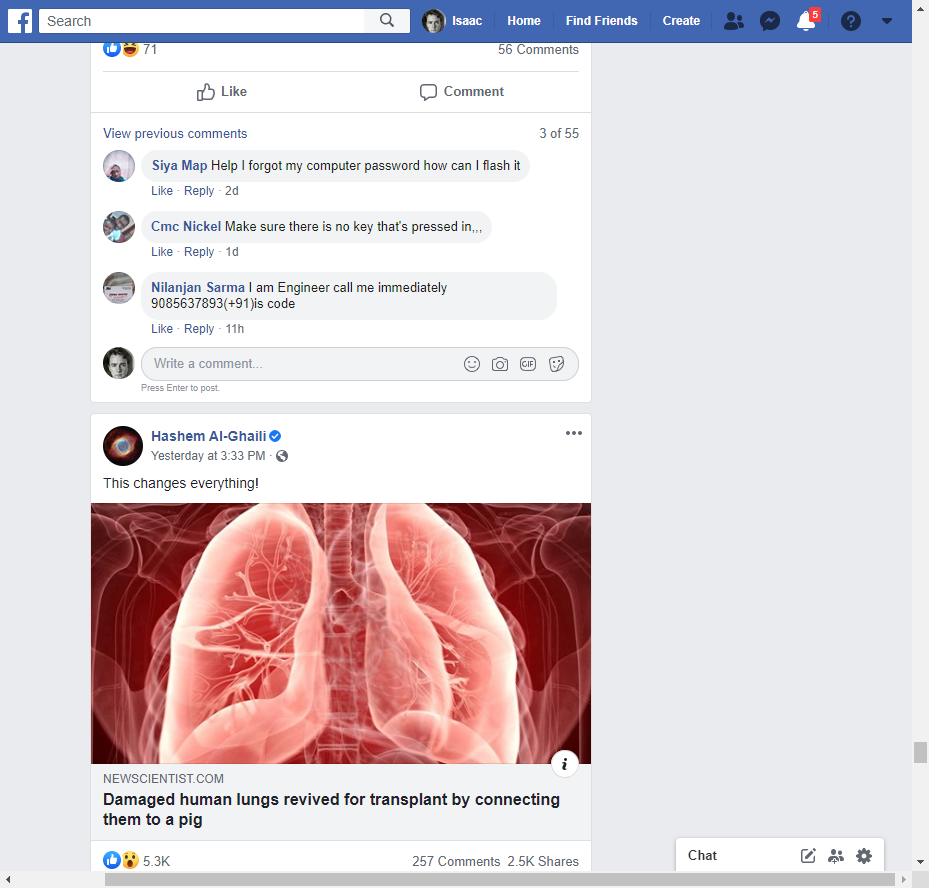 Search
Isaac
Home
Find Friends
Create
5
71
56 Comments
Like
Comment
View previous comments
3 of 55
Siya Map Help I forgot my computer password how can I flash it
Like · Reply · 2d
Cmc Nickel Make sure there is no key that's pressed in,,,
Like · Reply · 1d
Nilanjan Sarma I am Engineer call me immediately
9085637893(+91)is code
Like · Reply · 11h
Write a comment...
GIF
Press Enter to post.
Hashem Al-Ghaili
Yesterday at 3:33 PM ·
This changes everything!
NEWSCIENTIST.COM
Damaged human lungs revived for transplant by connecting
them to a pig
5.3K
257 Comments 2.5K Shares
Chat